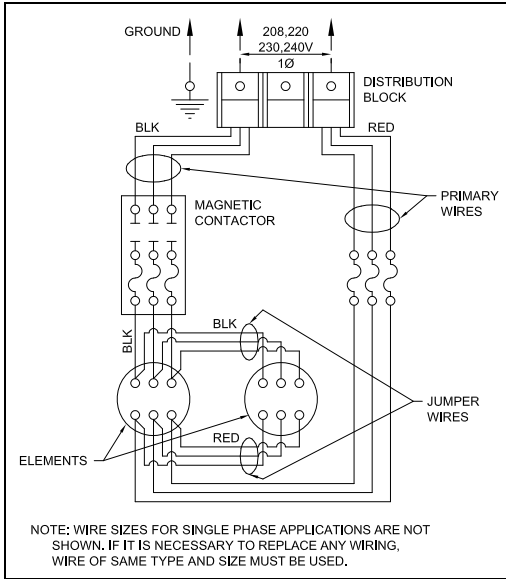 GROUND
208,220
230,240V
1Ø
DISTRIBUTION
BLOCK
BLK
RED
MAGNETIC
CONTACTOR
PRIMARY
WIRES
BLK
BLK
JUMPER
WIRES
RED
ELEMENTS
NOTE: WIRE SIZES FOR SINGLE PHASE APPLICATIONS ARE NOT
SHOWN. IF IT IS NECESSARY TO REPLACE ANY WIRING,
WIRE OF SAME TYPE AND SIZE MUST BE USED.